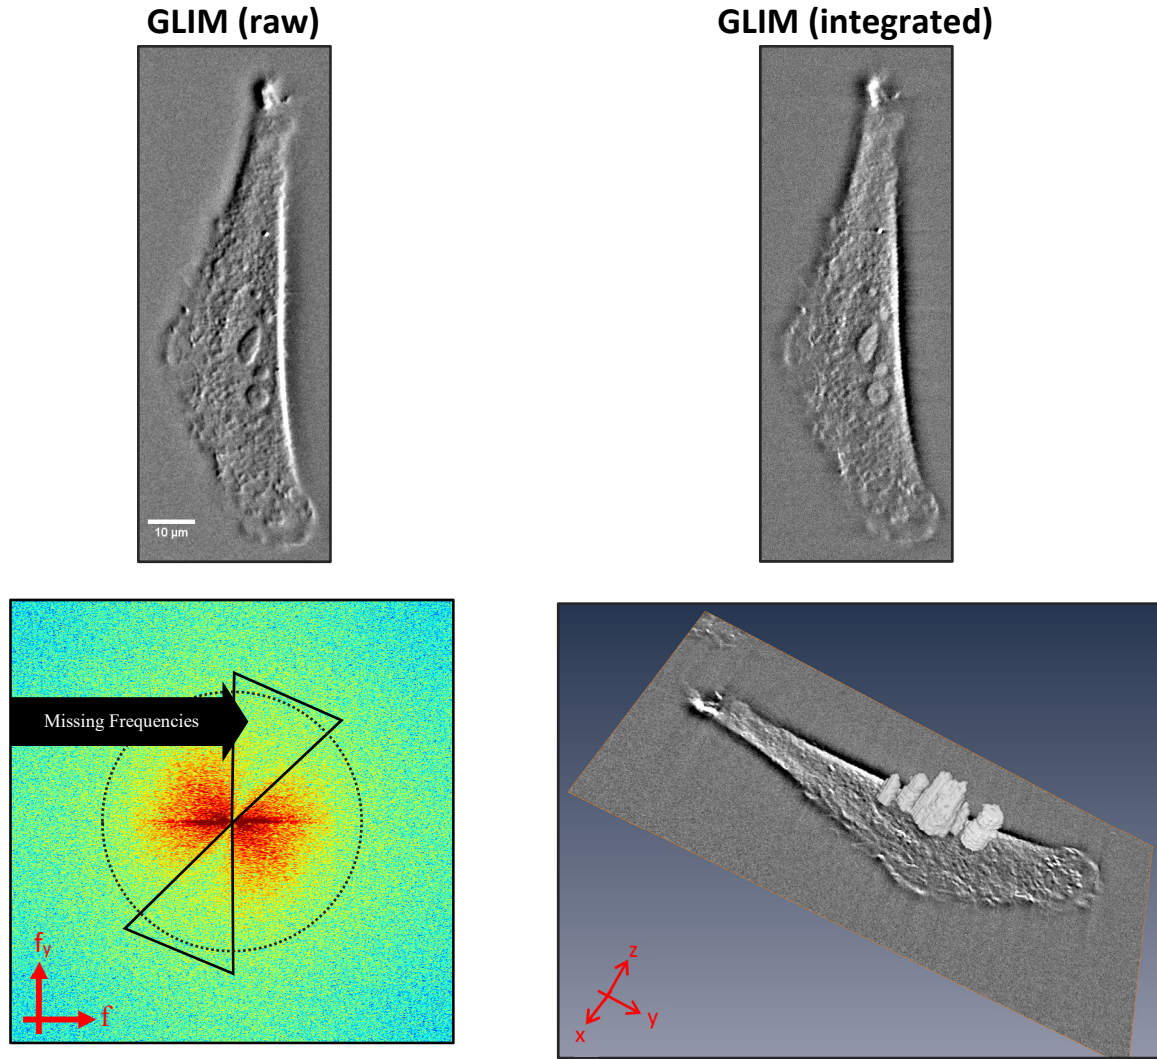 GLIM (raw)
GLIM (integrated)
10 µm
Missing Frequencies
fy
f
z
y
x